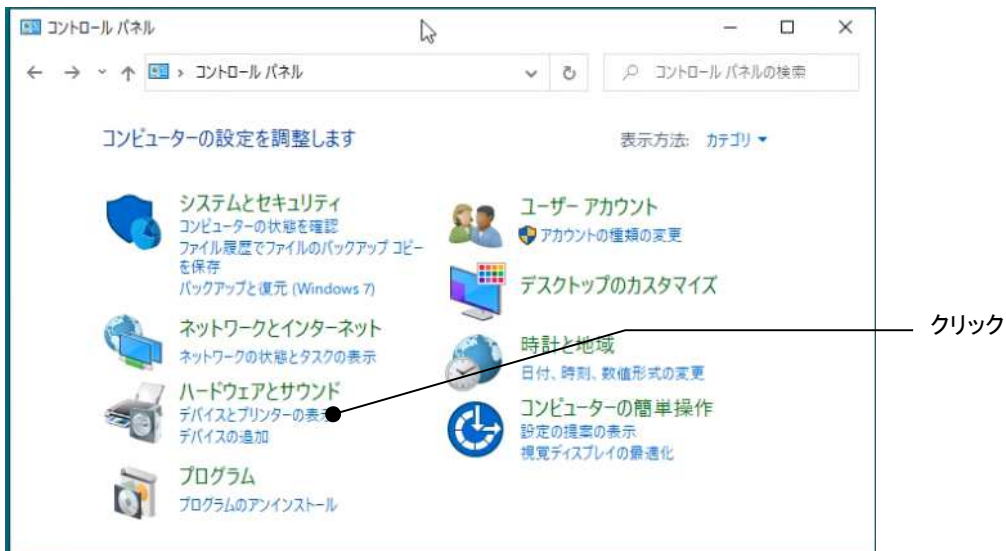 コントロール パネル
コントロール パネル
コントロール パネルの検索
コンピューターの設定を調整します
表示方法: カテゴリ
システムとセキュリティ
コンピューターの状態を確認
ファイル履歴でファイルのバックアップ コピー
を保存
バックアップと復元 (Windows 7)
ネットワークとインターネット
ネットワークの状態とタスクの表示
ハードウェアとサウンド
デバイスとプリンターの表示
デバイスの追加
プログラム
プログラムのアンインストール
ユーザー アカウント
アカウントの種類の変更
デスクトップのカスタマイズ
時計と地域
日付、時刻、数値形式の変更
コンピューターの簡単操作
設定の提案の表示
視覚ディスプレイの最適化
クリック